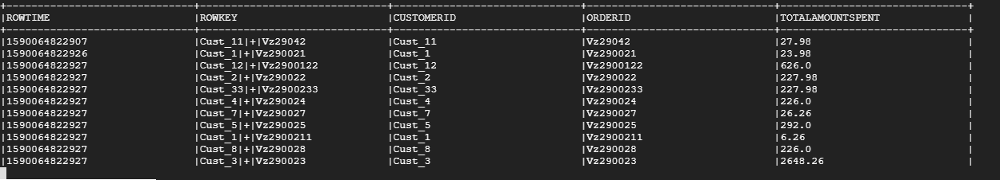 +------------------------------+------------------------------+------------------------------+------------------------------+------------------------------+
|ROWTIME |ROWKEY |CUSTOMERID |ORDERID |TOTALAMOUNTSPENT |
+------------------------------+------------------------------+------------------------------+------------------------------+------------------------------+
|1590064822907 |Cust_11|+|Vz29042 |Cust_11 |Vz29042 |27.98 |
|1590064822926 |Cust_1|+|Vz290021 |Cust_1 |Vz290021 |23.98 |
|1590064822927 |Cust_12|+|Vz2900122 |Cust_12 |Vz2900122 |626.0 |
|1590064822927 |Cust_2|+|Vz290022 |Cust_2 |Vz290022 |227.98 |
|1590064822927 |Cust_33|+|Vz2900233 |Cust_33 |Vz2900233 |227.98 |
|1590064822927 |Cust_4|+|Vz290024 |Cust_4 |Vz290024 |226.0 |
|1590064822927 |Cust_7|+|Vz290027 |Cust_7 |Vz290027 |26.26 |
|1590064822927 |Cust_5|+|Vz290025 |Cust_5 |Vz290025 |292.0 |
|1590064822927 |Cust_1|+|Vz2900211 |Cust_1 |Vz2900211 |6.26 |
|1590064822927 |Cust_8|+|Vz290028 |Cust_8 |Vz290028 |226.0 |
|1590064822927 |Cust_3|+|Vz290023 |Cust_3 |Vz290023 |2648.26 |